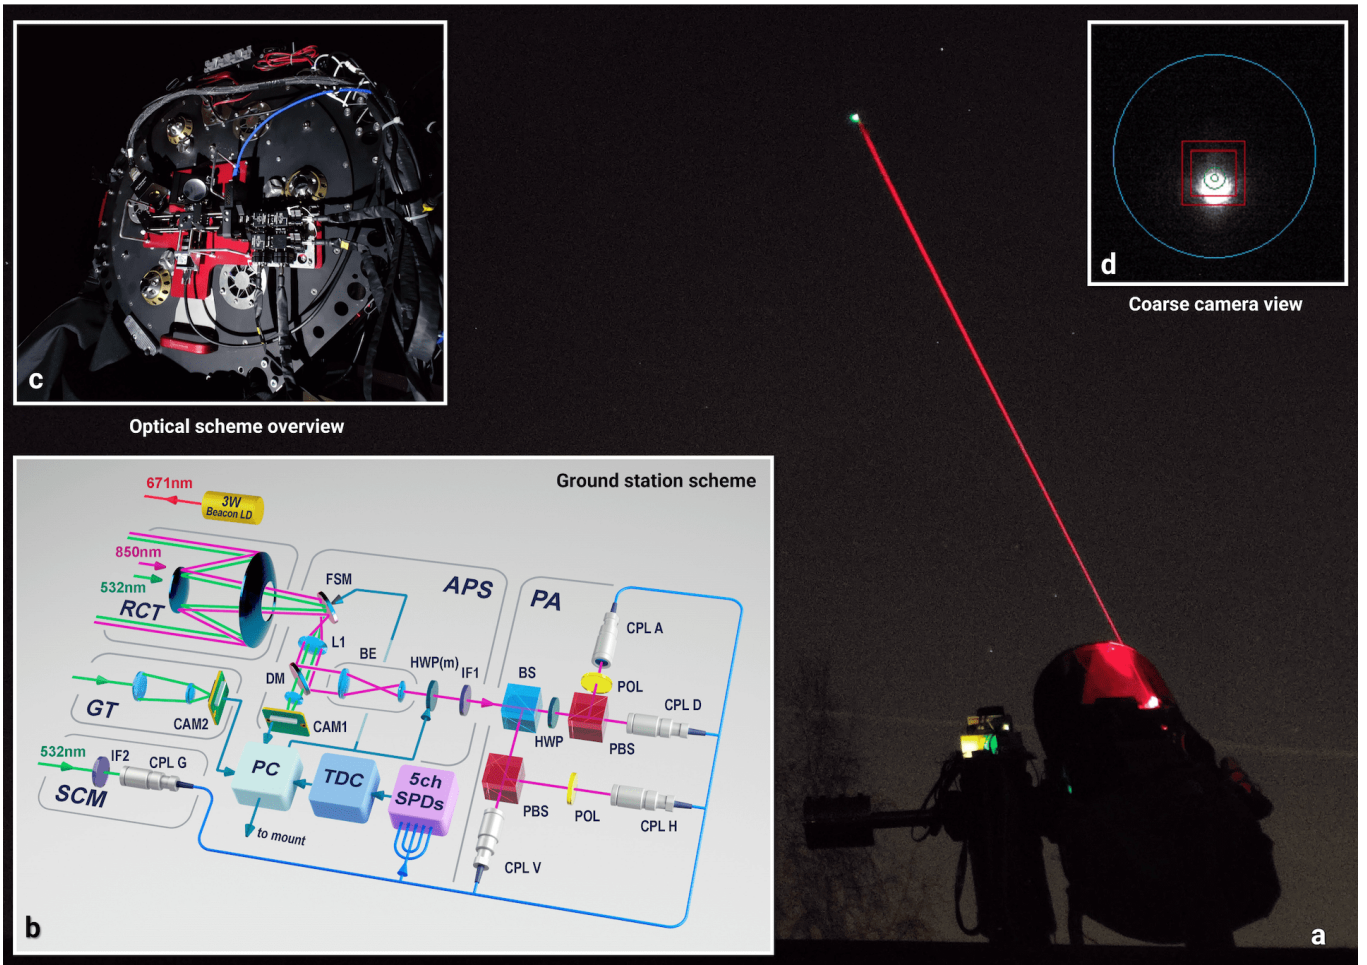 c
Optical scheme overview
d
Coarse camera view
Ground station scheme
671nm
3W
Beacon LD
850nm
532nm
RCT
FSM
APS
PA
L1
CPL A
BE
HWP(m)
IF1
BS
POL
DM
CPL D
GT
CAM2
CAM1
HWP
PBS
532nm
IF2
CPL G
SCM
PC
TDC
5ch
SPDs
PBS
POL
CPL H
to mount
CPL V
b
a